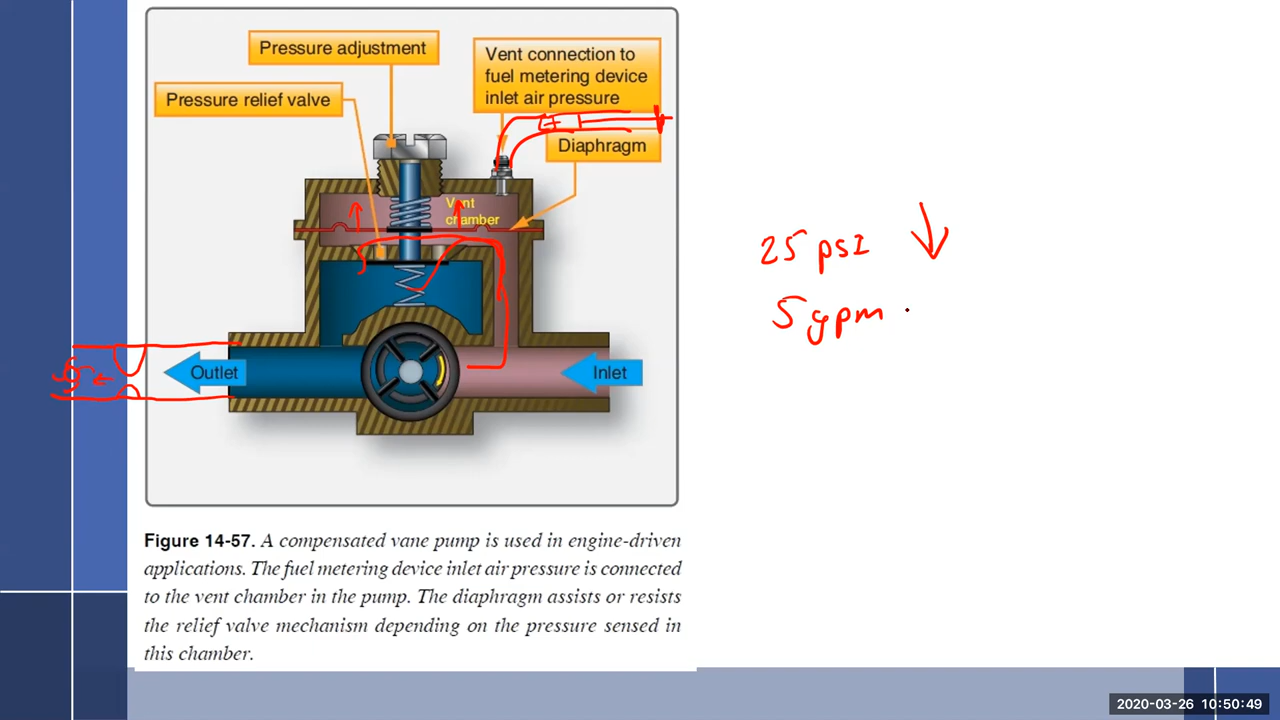 Pressure adjustment
Vent connection to
fuel metering device
inlet air pressure
Pressure relief valve
Diaphragm
Vent
chamber
25 psI
5 gpm
Outlet
Inlet
Figure 14-57. A compensated vane pump is used in engine-driven
applications. The fuel metering device inlet air pressure is connected
to the vent chamber in the pump. The diaphragm assists or resists
the relief valve mechanism depending on the pressure sensed in
this chamber.
2020-03-26 10:50:49